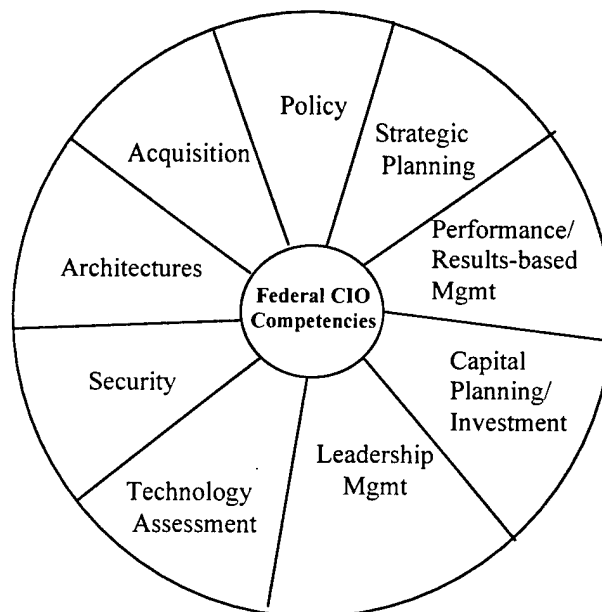 Policy
Strategic
Planning
Performance/
Results-based
Mgmt
Capital
Planning/
Investment
Leadership
Mgmt
Technology
Assessment
Security
Architectures
Acquisition
Federal CIO
Competencies